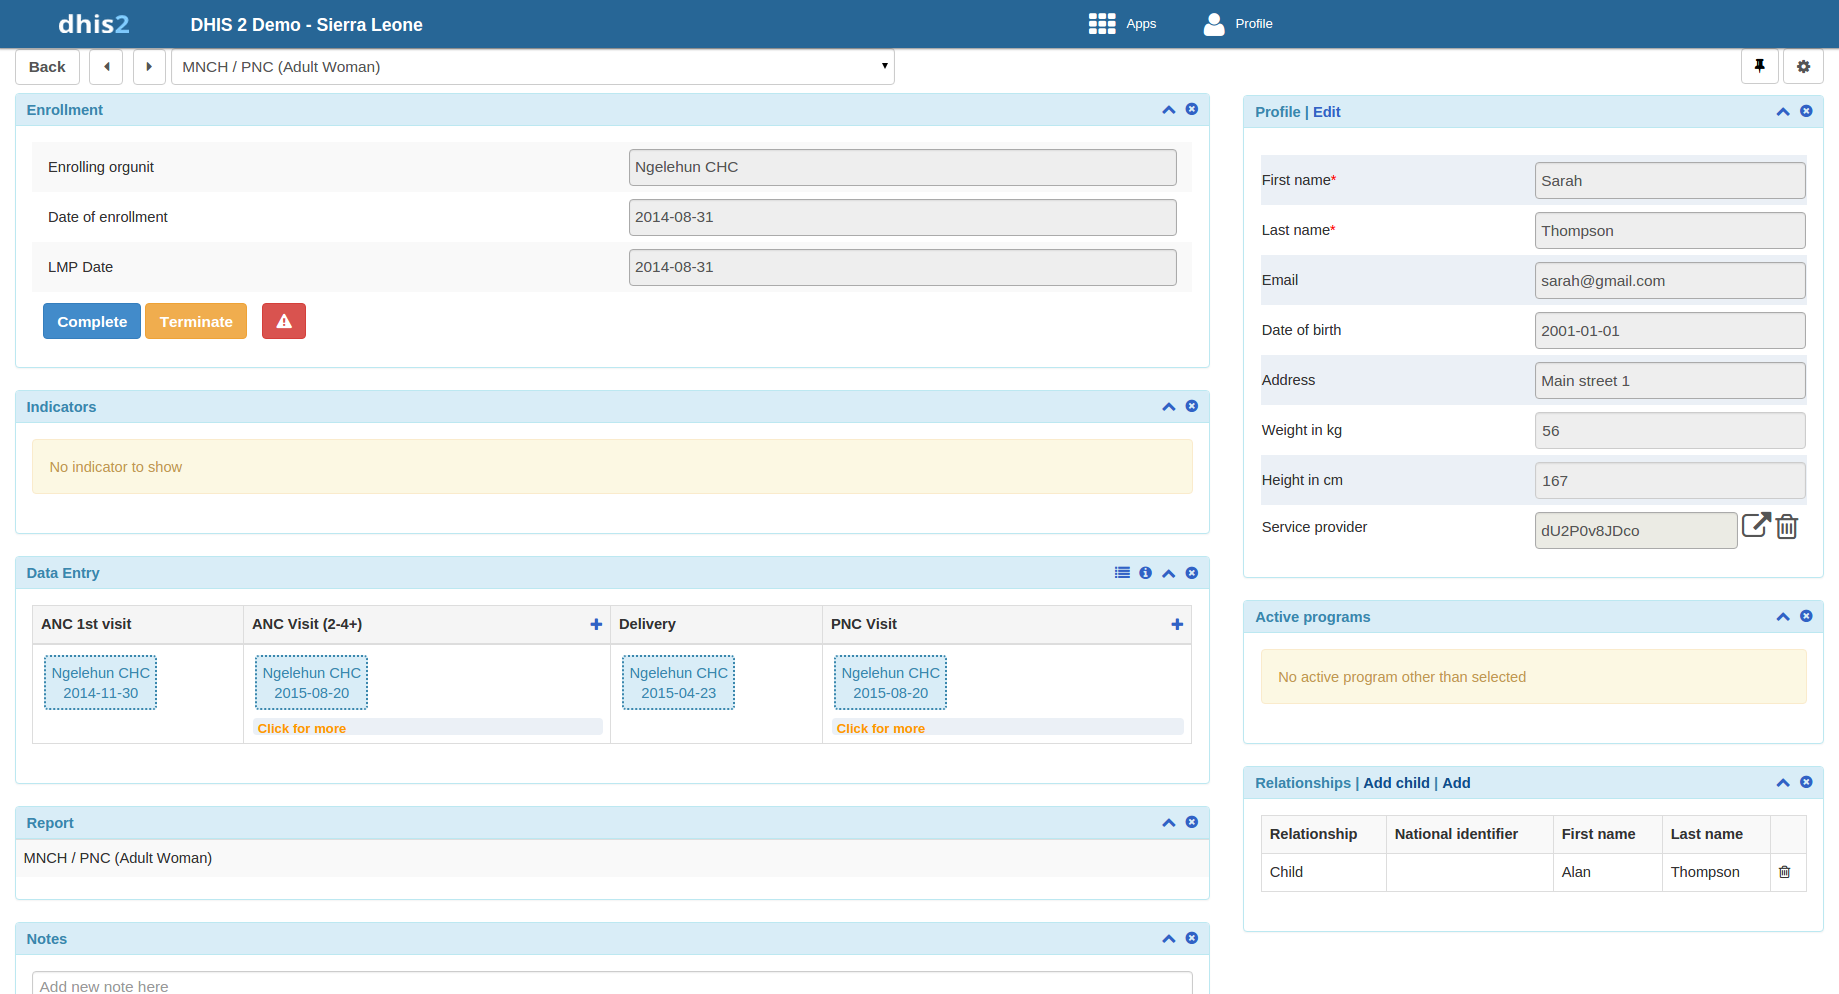 dhis2
DHIS 2 Demo - Sierra Leone
Apps
Profile
Back
MNCH / PNC (Adult Woman)
Enrollment
Enrolling orgunit
Ngelehun CHC
Date of enrollment
2014-08-31
LMP Date
2014-08-31
Complete
Terminate
Indicators
No indicator to show
Data Entry
ANC 1st visit
ANC Visit (2-4+)
Delivery
PNC Visit
Ngelehun CHC
2014-11-30
Ngelehun CHC
2015-08-20
Click for more
Ngelehun CHC
2015-04-23
Ngelehun CHC
2015-08-20
Click for more
Report
MNCH / PNC (Adult Woman)
Notes
Add new note here
Profile | Edit
First name*
Sarah
Last name*
Thompson
Email
sarah@gmail.com
Date of birth
2001-01-01
Address
Main street 1
Weight in kg
56
Height in cm
167
Service provider
dU2P0v8JDco
Active programs
No active program other than selected
Relationships | Add child | Add
Relationship
National identifier
First name
Last name
Child
Alan
Thompson